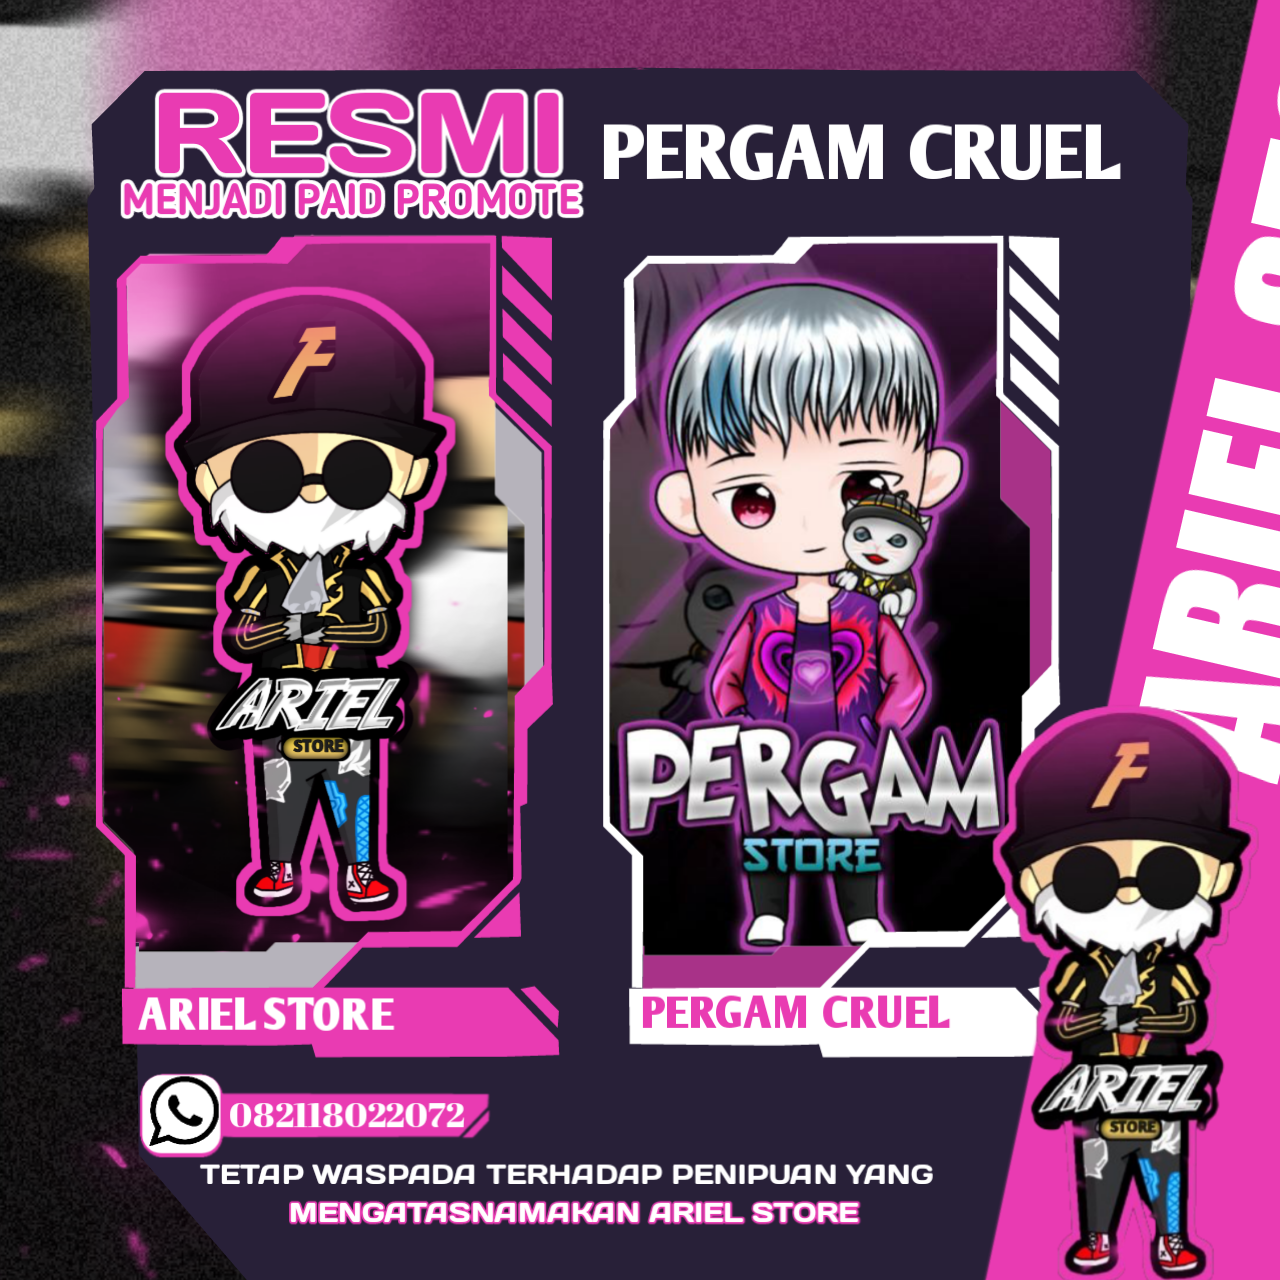 RESMI
MENJADI PAID PROMOTE
PERGAM CRUEL
F
ARIEL
STORE
PERGAM
STORE
ARIEL STORE
PERGAM CRUEL
082118022072
TETAP WASPADA TERHADAP PENIPUAN YANG
MENGATASNAMAKAN ARIEL STORE
ARIEL
F
ARIEL
STORE